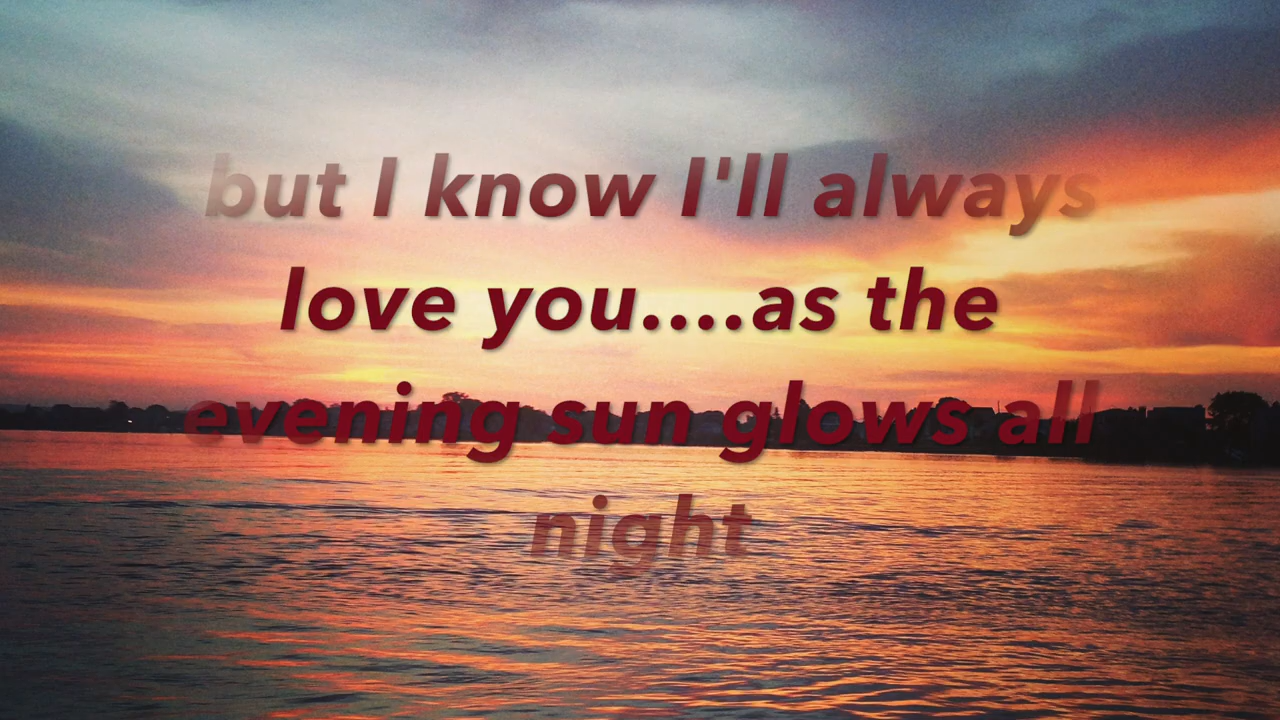 but I know I'll always
love you....as the
evening sun glows all
night